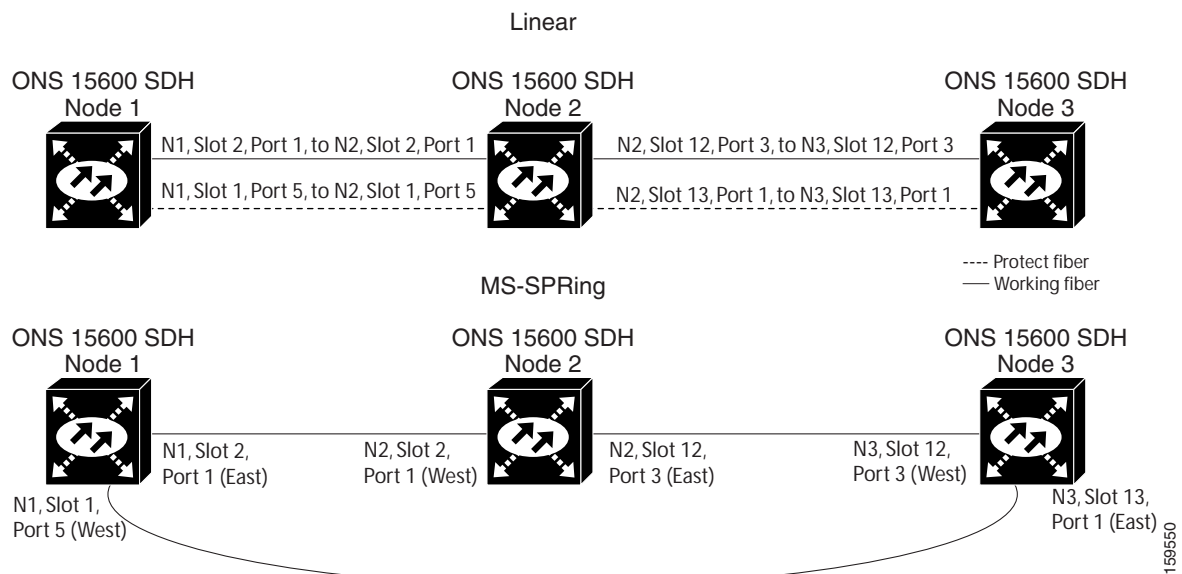 Linear
ONS 15600 SDH
Node 1
ONS 15600 SDH
Node 2
ONS 15600 SDH
Node 3
N1, Slot 2, Port 1, to N2, Slot 2, Port 1
N2, Slot 12, Port 3, to N3, Slot 12, Port 3
N1, Slot 1, Port 5, to N2, Slot 1, Port 5
N2, Slot 13, Port 1, to N3, Slot 13, Port 1
Protect fiber
Working fiber
MS-SPRing
ONS 15600 SDH
Node 1
ONS 15600 SDH
Node 2
ONS 15600 SDH
Node 3
N1, Slot 2,
Port 1 (East)
N2, Slot 2,
Port 1 (West)
N2, Slot 12,
Port 3 (East)
N3, Slot 12,
Port 3 (West)
N1, Slot 1,
Port 5 (West)
N3, Slot 13,
Port 1 (East)
159550